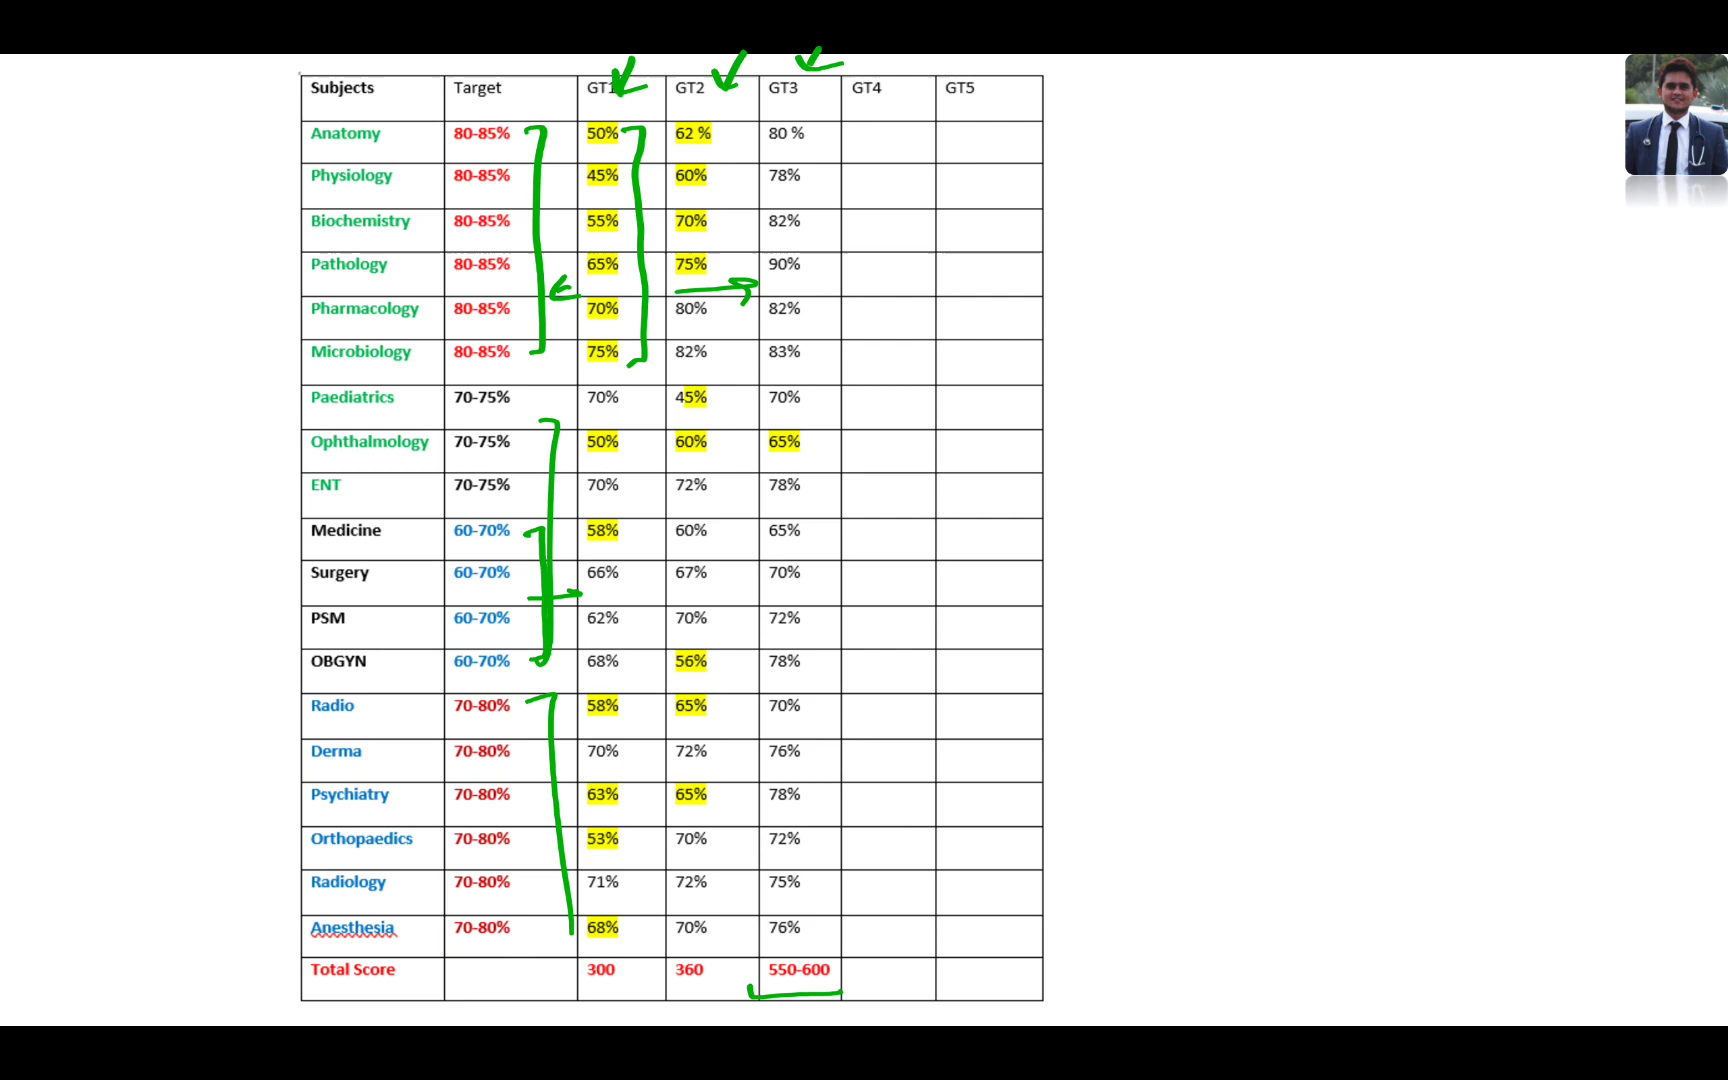 Subjects Target GT1 GT2 GT3 GT4 GT5
Anatomy 80-85% 50% 62 % 80 %
Physiology 80-85% 45% 60% 78%
Biochemistry 80-85% 55% 70% 82%
Pathology 80-85% 65% 75% 90%
Pharmacology 80-85% 70% 80% 82%
Microbiology 80-85% 75% 82% 83%
Paediatrics 70-75% 70% 45% 70%
Ophthalmology 70-75% 50% 60% 65%
ENT 70-75% 70% 72% 78%
Medicine 60-70% 58% 60% 65%
Surgery 60-70% 66% 67% 70%
PSM 60-70% 62% 70% 72%
OBGYN 60-70% 68% 56% 78%
Radio 70-80% 58% 65% 70%
Derma 70-80% 70% 72% 76%
Psychiatry 70-80% 63% 65% 78%
Orthopaedics 70-80% 53% 70% 72%
Radiology 70-80% 71% 72% 75%
Anesthesia 70-80% 68% 70% 76%
Total Score 300 360 550-600